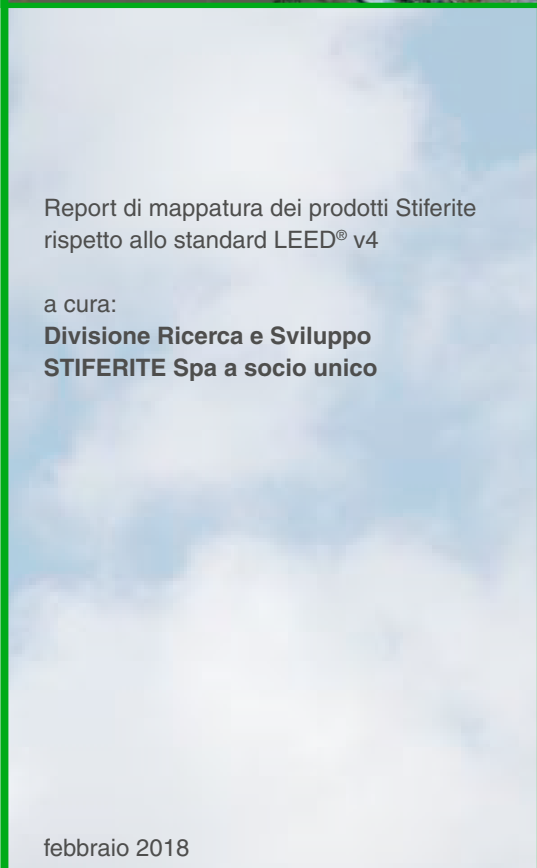 Report di mappatura dei prodotti Stiferite
rispetto allo standard LEED® v4
a cura:
Divisione Ricerca e Sviluppo
STIFERITE Spa a socio unico
febbraio 2018